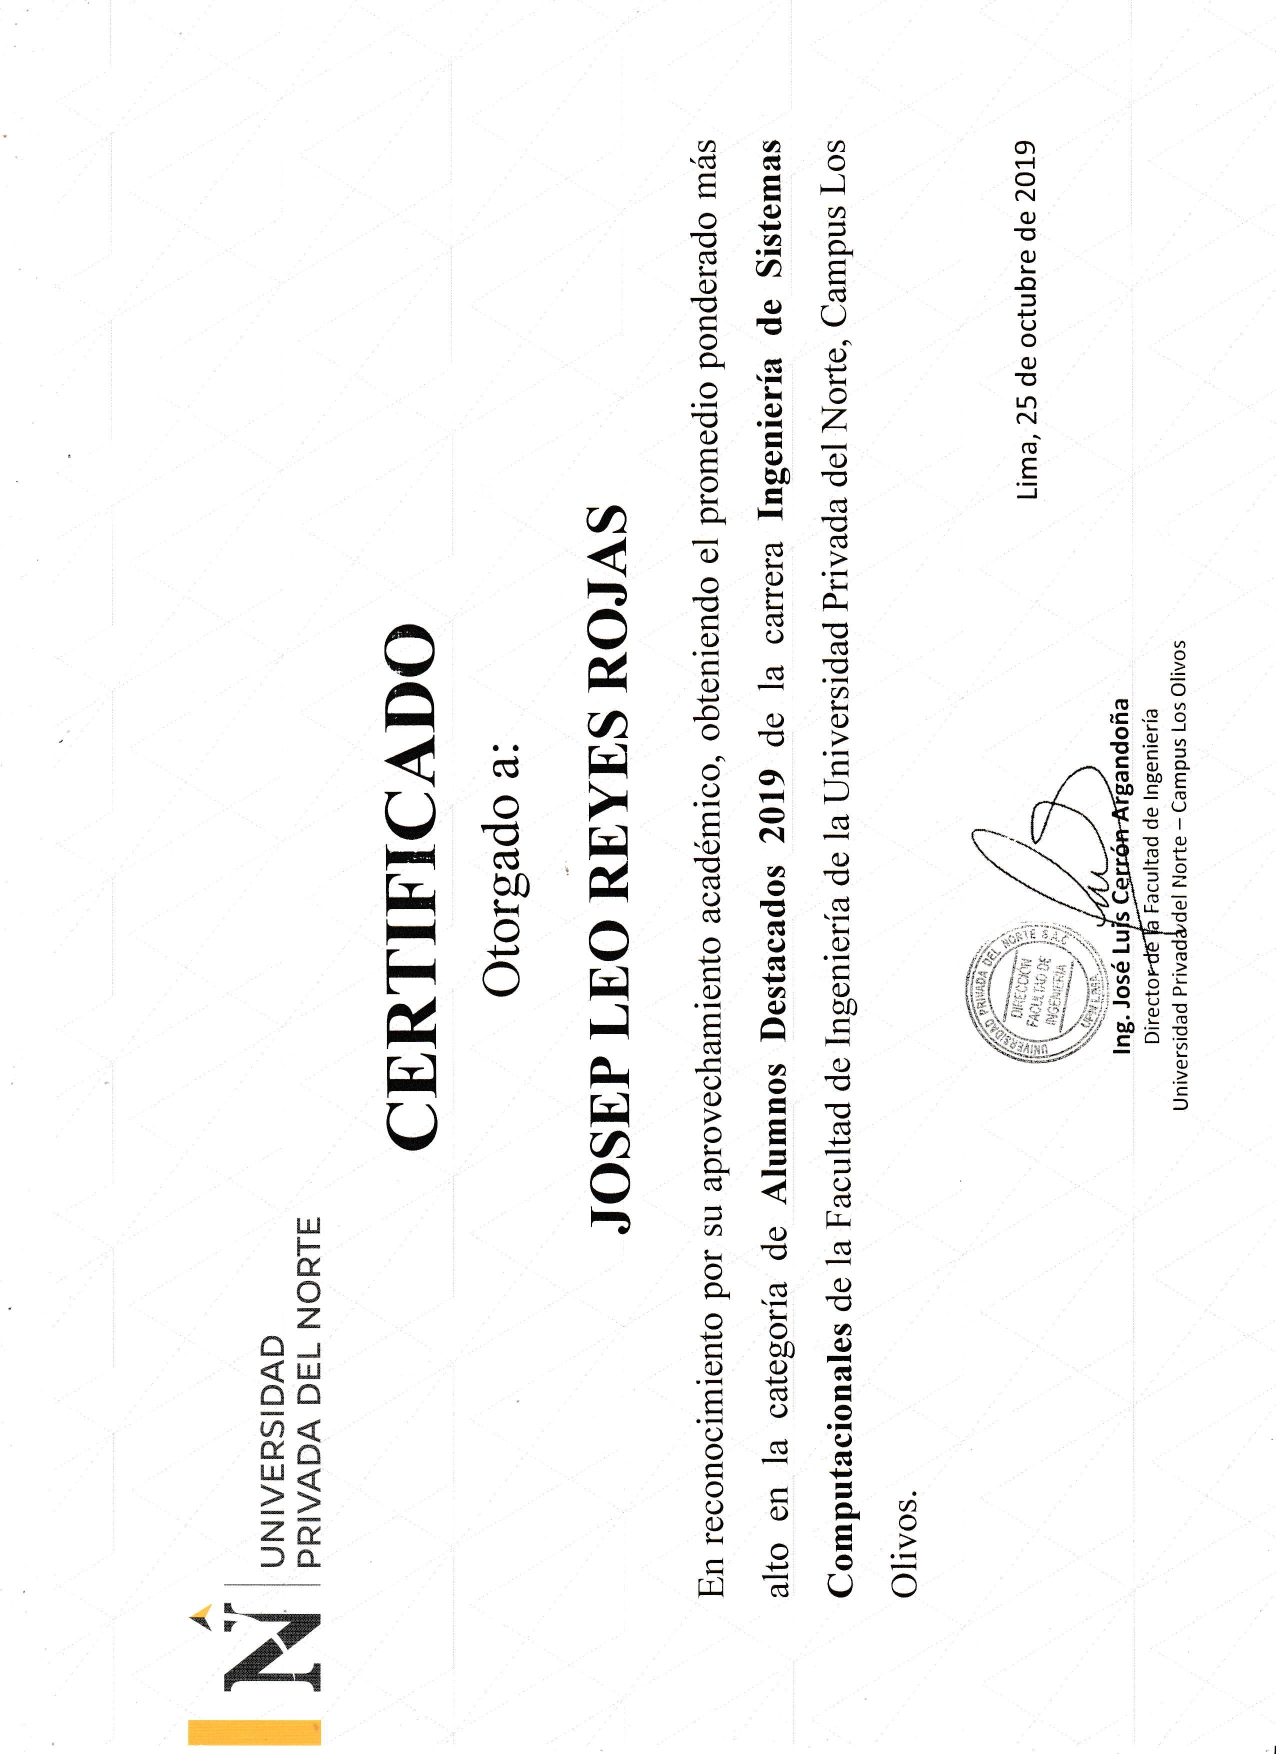 UNIVERSIDAD
PRIVADA DEL NORTE
CERTIFICADO
Otorgado a:
JOSEP LEO REYES ROJAS
En reconocimiento por su aprovechamiento académico, obteniendo el promedio ponderado más
alto en la categoría de Alumnos Destacados 2019 de la carrera Ingeniería de Sistemas
Computacionales de la Facultad de Ingeniería de la Universidad Privada del Norte, Campus Los
Olivos.
Lima, 25 de octubre de 2019
UNIVERSIDAD PRIVADA DEL NORTE S.A.C
DIRECCIÓN
FACULTAD DE
INGENIERIA
UPN LIMA
Ing. José Luis Cerrón Argandoña
Director de la Facultad de Ingeniería
Universidad Privada del Norte – Campus Los Olivos